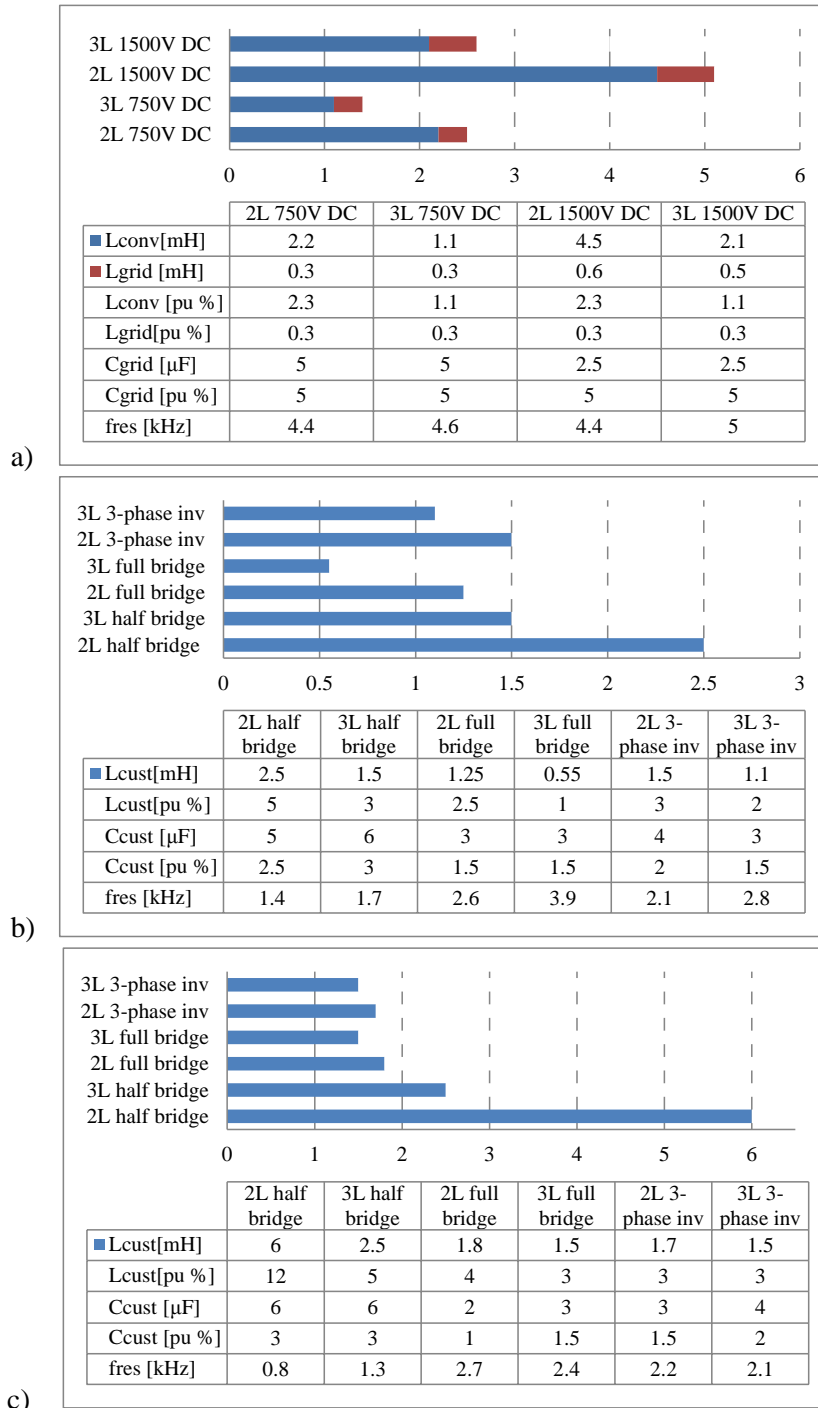 3L 1500V DC
2L 1500V DC
3L 750V DC
2L 750V DC
0 1 2 3 4 5 6
2L 750V DC 3L 750V DC 2L 1500V DC 3L 1500V DC
Lconv[mH] 2.2 1.1 4.5 2.1
Lgrid [mH] 0.3 0.3 0.6 0.5
Lconv [pu %] 2.3 1.1 2.3 1.1
Lgrid[pu %] 0.3 0.3 0.3 0.3
Cgrid [µF] 5 5 2.5 2.5
Cgrid [pu %] 5 5 5 5
fres [kHz] 4.4 4.6 4.4 5
a)
3L 3-phase inv
2L 3-phase inv
3L full bridge
2L full bridge
3L half bridge
2L half bridge
0 0.5 1 1.5 2 2.5 3
2L half 3L half 2L full 3L full 2L 3- 3L 3-
bridge bridge bridge bridge phase inv phase inv
Lcust[mH] 2.5 1.5 1.25 0.55 1.5 1.1
Lcust[pu %] 5 3 2.5 1 3 2
Ccust [µF] 5 6 3 3 4 3
Ccust [pu %] 2.5 3 1.5 1.5 2 1.5
fres [kHz] 1.4 1.7 2.6 3.9 2.1 2.8
b)
3L 3-phase inv
2L 3-phase inv
3L full bridge
2L full bridge
3L half bridge
2L half bridge
0 1 2 3 4 5 6
2L half 3L half 2L full 3L full 2L 3- 3L 3-
bridge bridge bridge bridge phase inv phase inv
Lcust[mH] 6 2.5 1.8 1.5 1.7 1.5
Lcust[pu %] 12 5 4 3 3 3
Ccust [µF] 6 6 2 3 3 4
Ccust [pu %] 3 3 1 1.5 1.5 2
fres [kHz] 0.8 1.3 2.7 2.4 2.2 2.1
c)